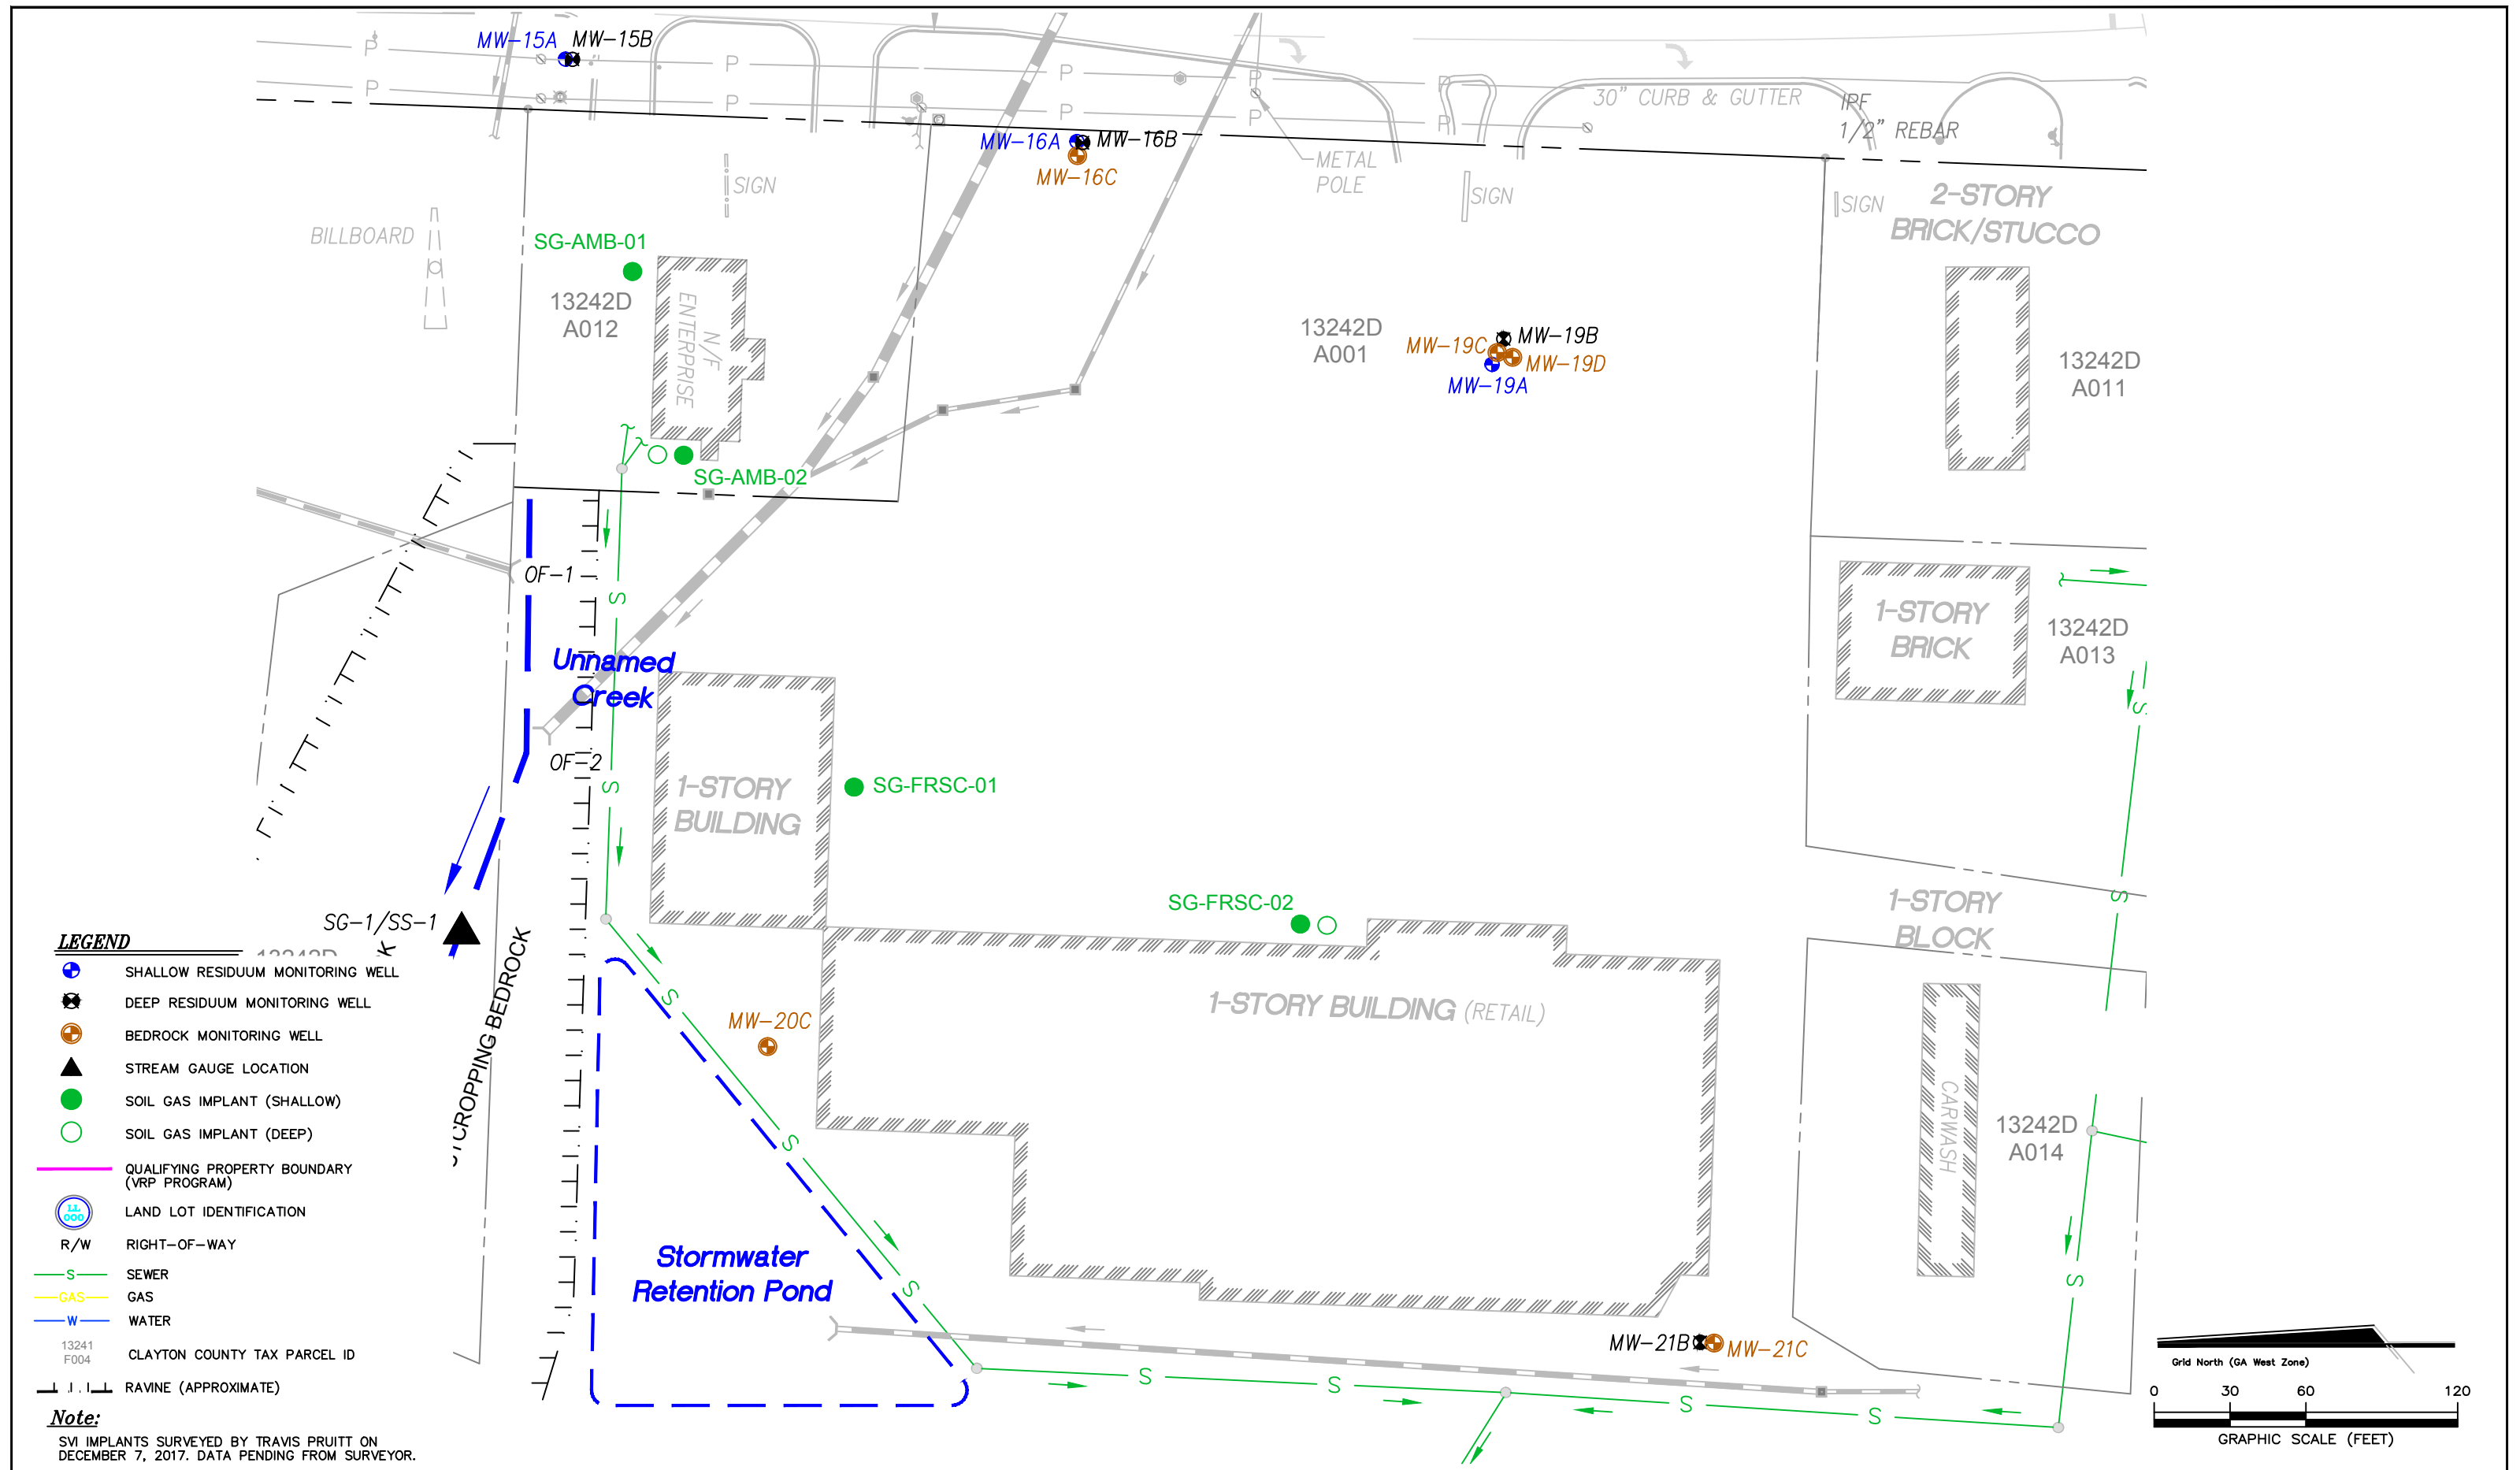 MW-15A MW-15B
P
P
P
P
P
P
P
P
P
P
30" CURB & GUTTER
IPF
1/2" REBAR
MW-16A MW-16B
MW-16C
METAL
POLE
SIGN
SIGN
SIGN
2-STORY
BRICK/STUCCO
BILLBOARD
SG-AMB-01
13242D
A012
N/F
ENTERPRISE
13242D
A001
MW-19B
MW-19C
MW-19D
MW-19A
13242D
A011
SG-AMB-02
OF-1
S
Unnamed
Creek
OF-2
S
1-STORY
BUILDING
SG-FRSC-01
1-STORY
BRICK
13242D
A013
S
SG-FRSC-02
1-STORY
BLOCK
S
SG-1/SS-1
13242D
K
TCROPPING BEDROCK
S
MW-20C
1-STORY BUILDING (RETAIL)
S
CARWASH
13242D
A014
Stormwater
Retention Pond
S
S
MW-21B MW-21C
S
S
S
S
LEGEND
SHALLOW RESIDUUM MONITORING WELL
DEEP RESIDUUM MONITORING WELL
BEDROCK MONITORING WELL
STREAM GAUGE LOCATION
SOIL GAS IMPLANT (SHALLOW)
SOIL GAS IMPLANT (DEEP)
QUALIFYING PROPERTY BOUNDARY
(VRP PROGRAM)
LL
000
LAND LOT IDENTIFICATION
R/W RIGHT-OF-WAY
S SEWER
GAS GAS
W WATER
13241
F004
CLAYTON COUNTY TAX PARCEL ID
RAVINE (APPROXIMATE)
Note:
SVI IMPLANTS SURVEYED BY TRAVIS PRUITT ON
DECEMBER 7, 2017. DATA PENDING FROM SURVEYOR.
Grid North (GA West Zone)
0 30 60 120
GRAPHIC SCALE (FEET)